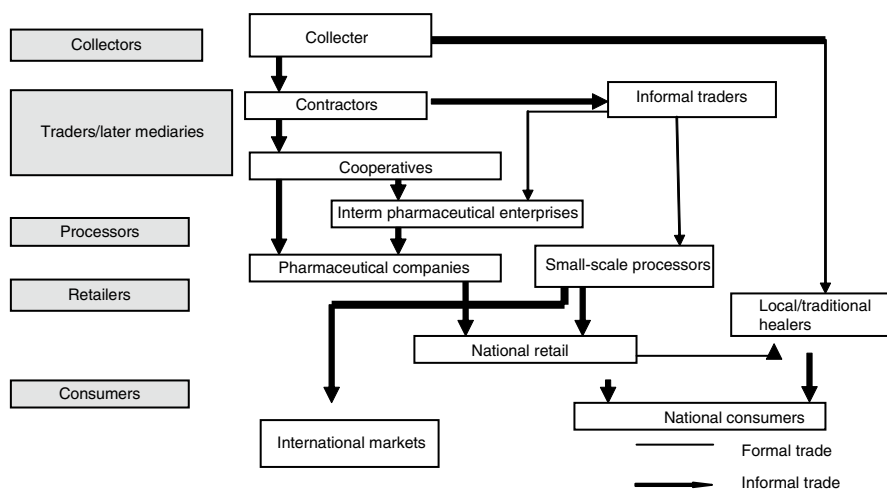 Collectors
Collecter
Traders/later mediaries
Contractors
Informal traders
Cooperatives
Interm pharmaceutical enterprises
Processors
Pharmaceutical companies
Small-scale processors
Retailers
Local/traditional
healers
National retail
Consumers
National consumers
International markets
Formal trade
Informal trade